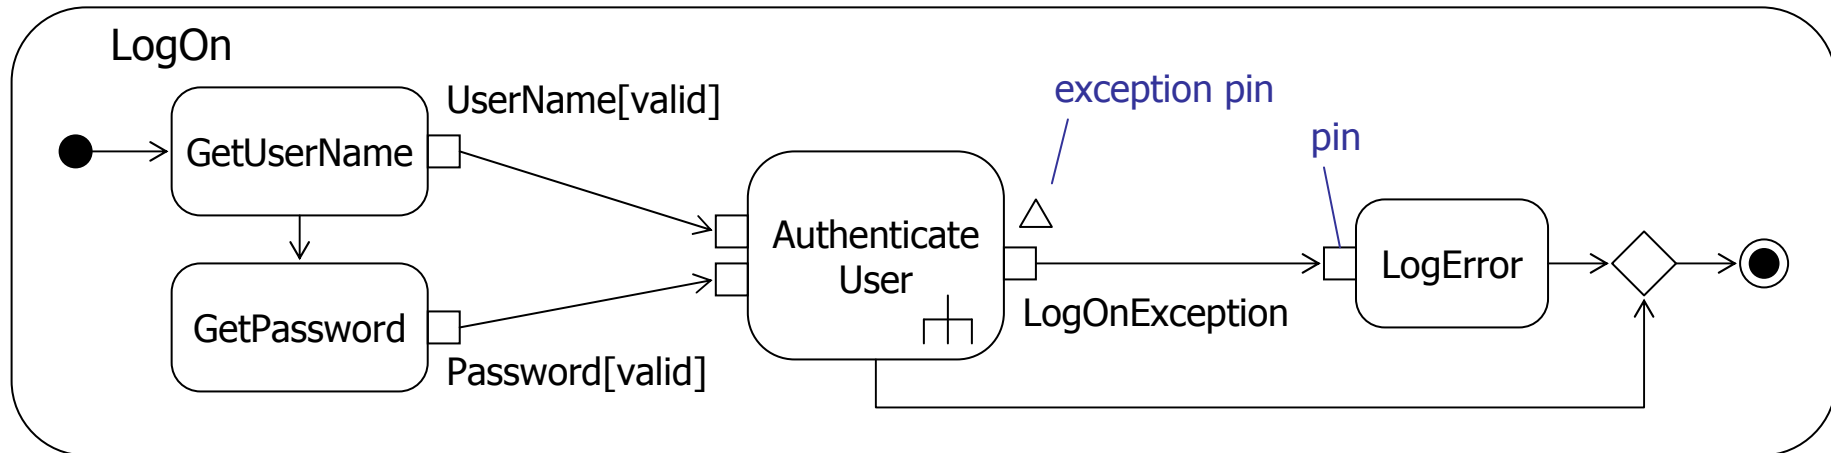 LogOn
UserName[valid]
exception pin
pin
GetUserName
Authenticate
User
LogError
LogOnException
GetPassword
Password[valid]